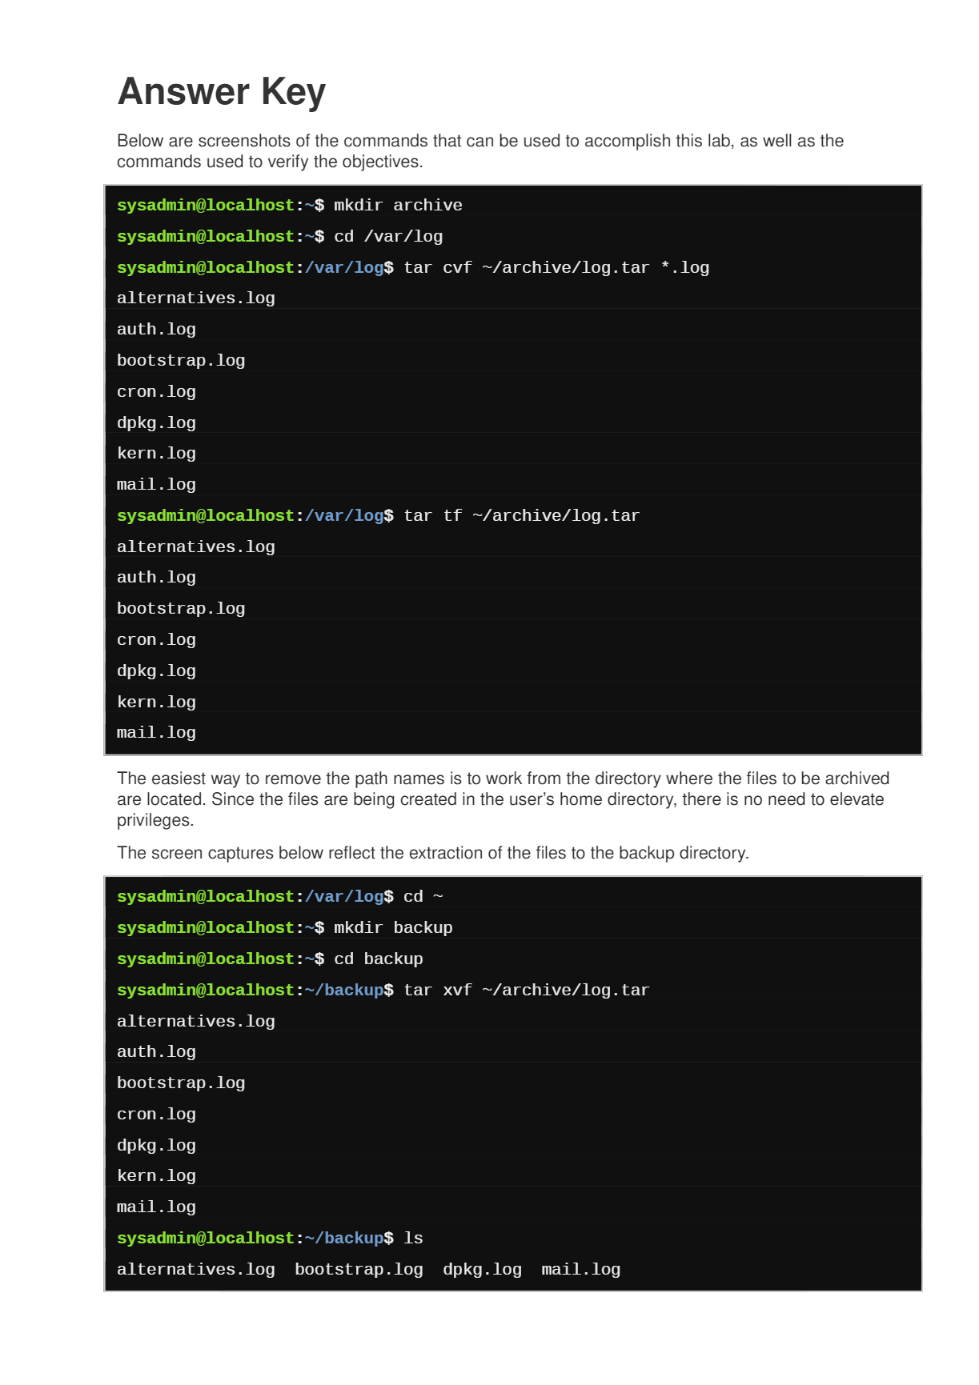 Answer Key
Below are screenshots of the commands that can be used to accomplish this lab, as well as the
commands used to verify the objectives.
sysadmin@localhost:~$ mkdir archive
sysadmin@localhost:~$ cd /var/log
sysadmin@localhost:/var/log$ tar cvf ~/archive/log.tar *.log
alternatives.log
auth.log
bootstrap.log
cron.log
dpkg.log
kern.log
mail.log
sysadmin@localhost:/var/log$ tar tf ~/archive/log.tar
alternatives.log
auth.log
bootstrap.log
cron.log
dpkg.log
kern.log
mail.log
The easiest way to remove the path names is to work from the directory where the files to be archived
are located. Since the files are being created in the user's home directory, there is no need to elevate
privileges.
The screen captures below reflect the extraction of the files to the backup directory.
sysadmin@localhost:/var/log$ cd ~
sysadmin@localhost:~$ mkdir backup
sysadmin@localhost:~$ cd backup
sysadmin@localhost:~/backup$ tar xvf ~/archive/log.tar
alternatives.log
auth.log
bootstrap.log
cron.log
dpkg.log
kern.log
mail.log
sysadmin@localhost:~/backup$ ls
alternatives.log  bootstrap.log  dpkg.log  mail.log